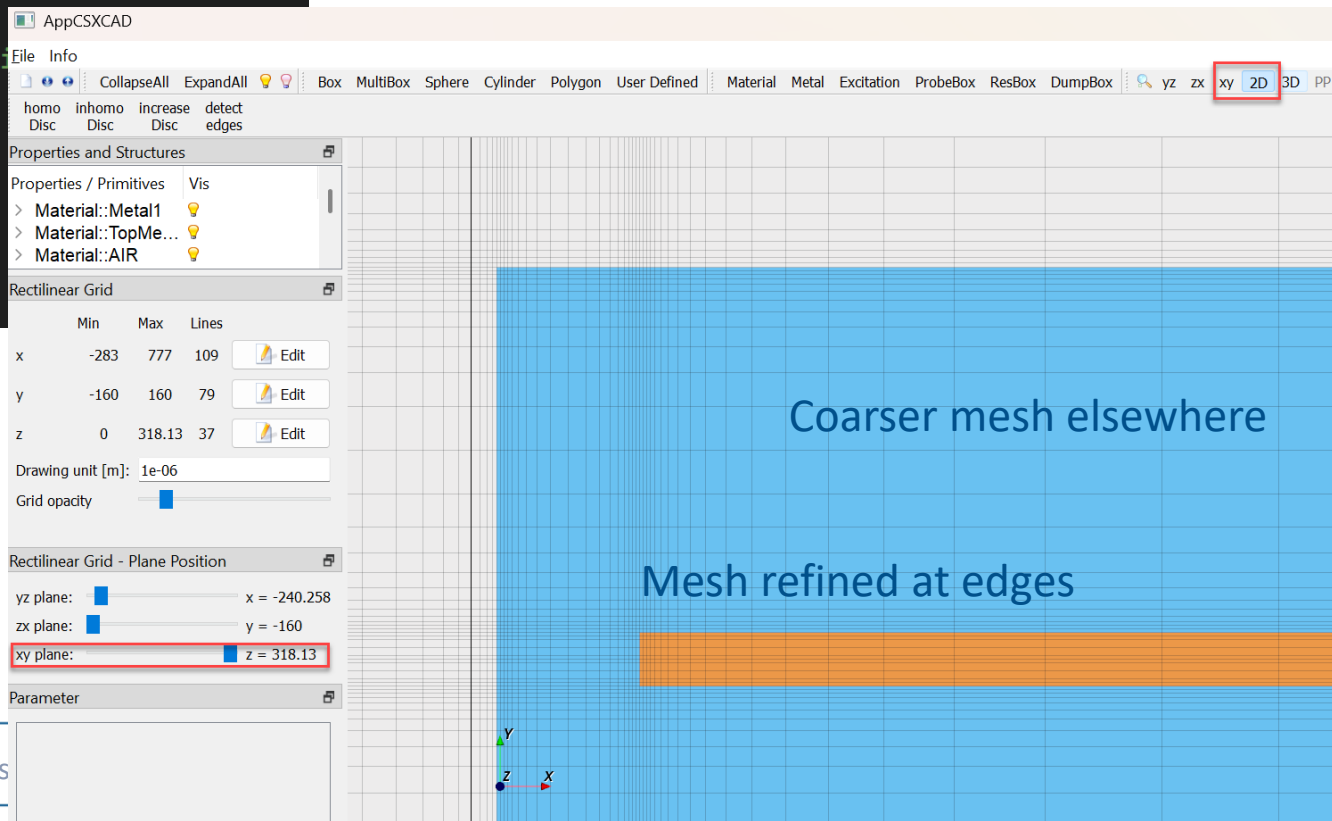 AppCSXCAD
File Info
CollapseAll ExpandAll Box MultiBox Sphere Cylinder Polygon User Defined Material Metal Excitation ProbeBox ResBox DumpBox yz zx xy 2D 3D PP
homo inhomo increase detect
Disc Disc Disc edges
Properties and Structures
Properties / Primitives Vis
Material::Metal1
Material::TopMe...
Material::AIR
Rectilinear Grid
Min Max Lines
x -283 777 109 Edit
y -160 160 79 Edit
z 0 318.13 37 Edit
Drawing unit [m]: 1e-06
Grid opacity
Rectilinear Grid - Plane Position
yz plane: x = -240.258
zx plane: y = -160
xy plane: z = 318.13
Parameter
Coarser mesh elsewhere
Mesh refined at edges
Y
Z X